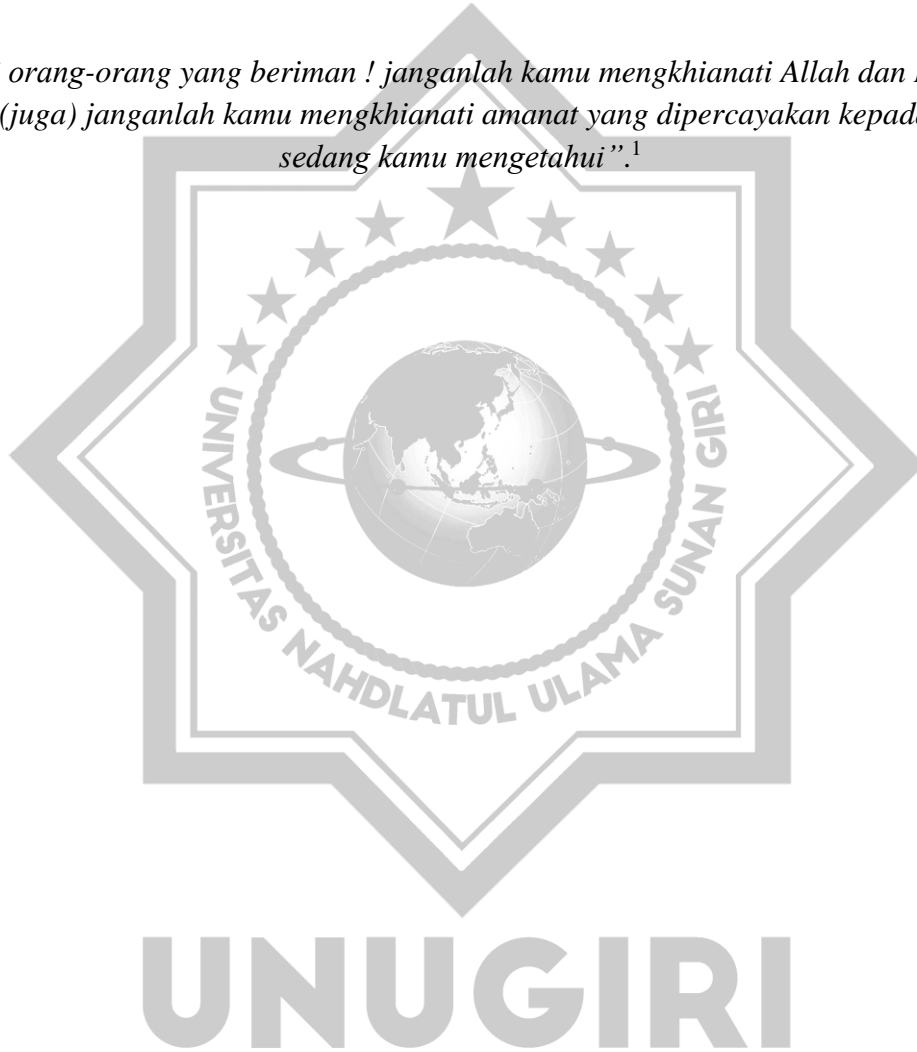 orang-orang yang beriman ! janganlah kamu mengkhianati Allah dan
(juga) janganlah kamu mengkhianati amanat yang dipercayakan
sedang kamu mengetahui”.¹
UNIVERSITAS NAHDLATUL ULAMA SUNAN GIRI
UNUGIRI